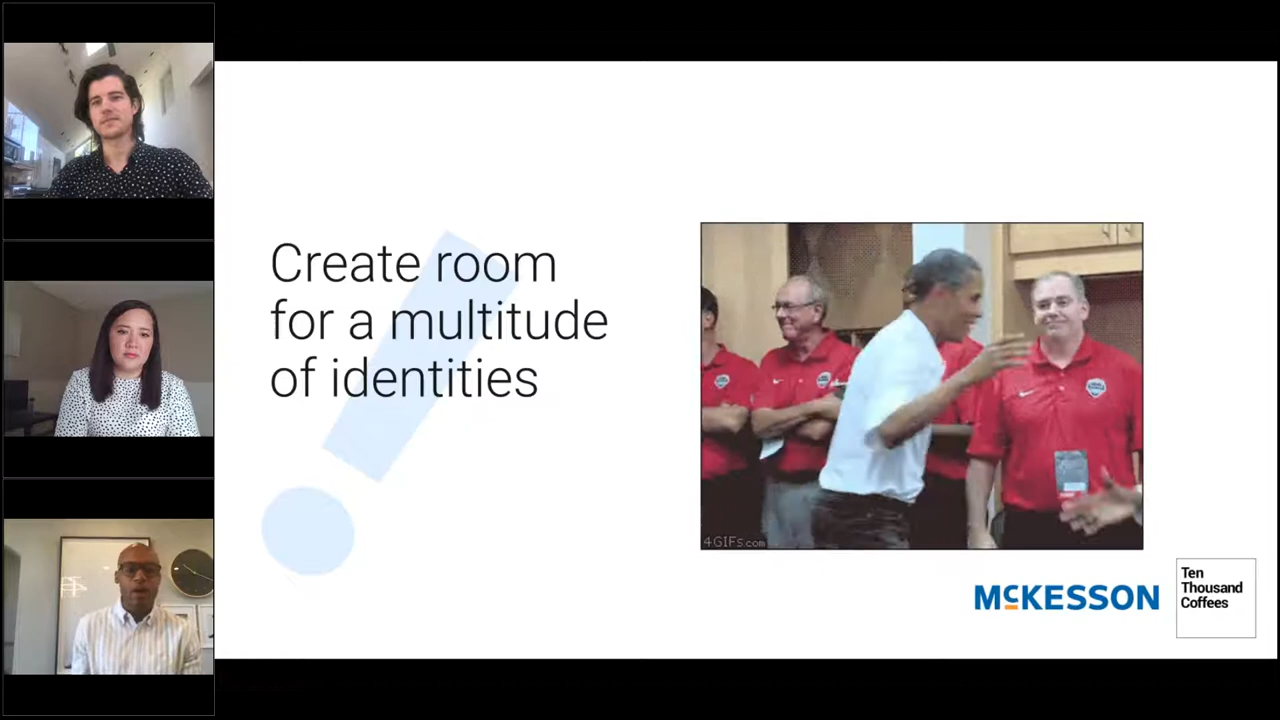 Create room
for a multitude
of identities
4GIFs.com
MCKESSON
Ten
Thousand
Coffees